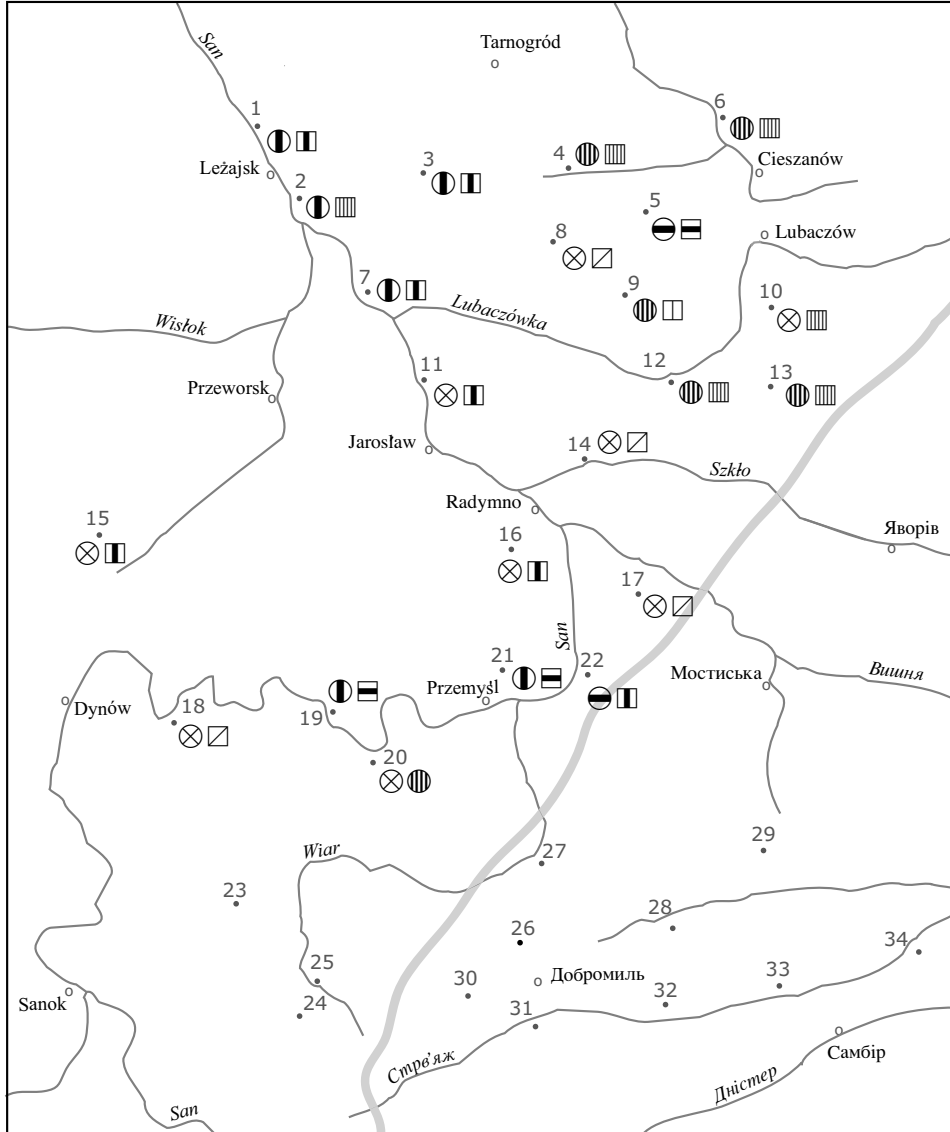 San
Tarnogród
1
6
Leżajsk
3
4
Cieszanów
2
5
8
Lubaczów
7
9
10
Wisłok
Lubaczówka
11
12
13
Przeworsk
Jarosław
14
Szkło
Radymno
15
16
Яворів
17
San
21
22
Przemyśl
Мостиська
Вишня
Dynów
18
19
20
29
Wiar
27
23
28
26
34
25
30
Добромиль
33
Sanok
24
32
31
Самбір
Стрв'яж
Дністер
San